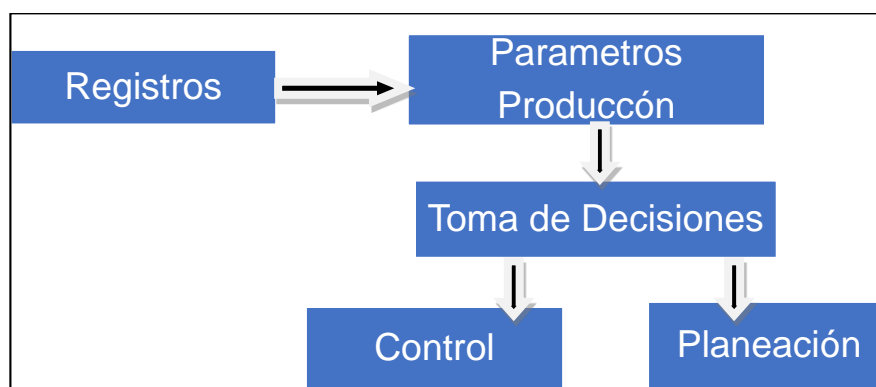 Registros
Parametros
Produccón
Toma de Decisiones
Control
Planeación